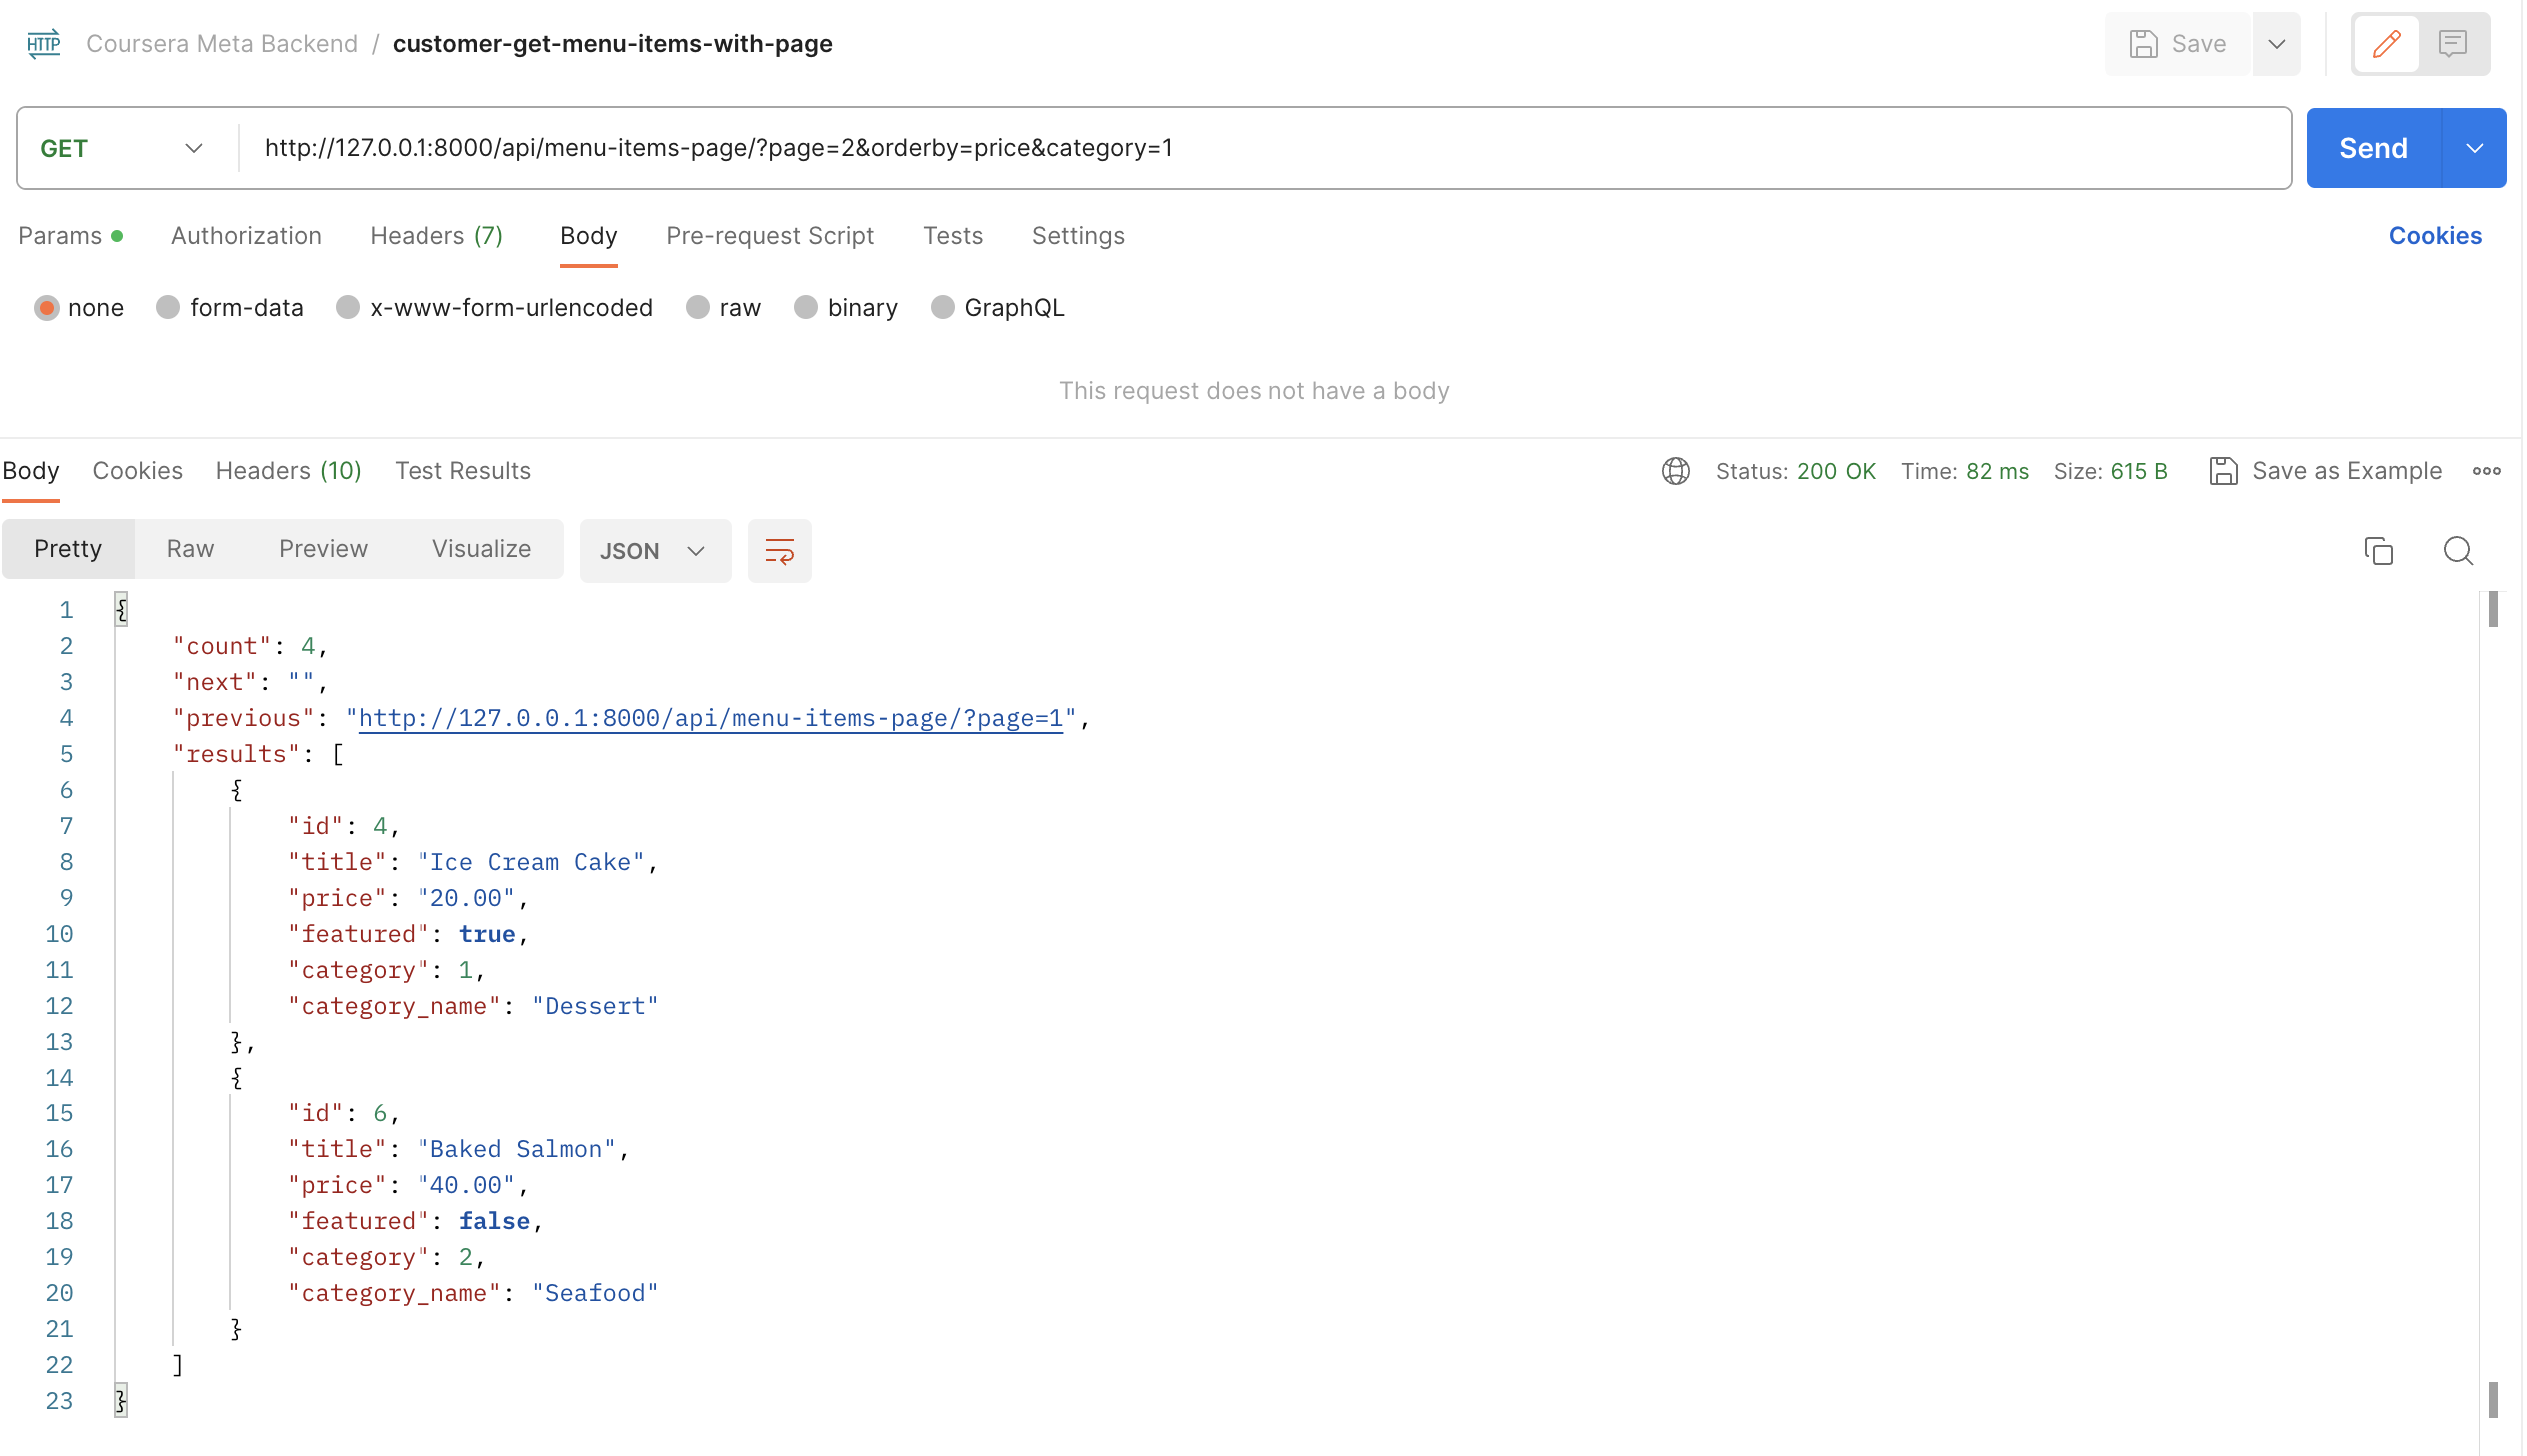 HTTP Coursera Meta Backend / customer-get-menu-items-with-page Save
GET http://127.0.0.1:8000/api/menu-items-page/?page=2&orderby=price&category=1 Send
Params Authorization Headers (7) Body Pre-request Script Tests Settings Cookies
none form-data x-www-form-urlencoded raw binary GraphQL
This request does not have a body
Body Cookies Headers (10) Test Results Status: 200 OK Time: 82 ms Size: 615 B Save as Example
Pretty Raw Preview Visualize JSON
1 {
2 "count": 4,
3 "next": "",
4 "previous": "http://127.0.0.1:8000/api/menu-items-page/?page=1",
5 "results": [
6 {
7 "id": 4,
8 "title": "Ice Cream Cake",
9 "price": "20.00",
10 "featured": true,
11 "category": 1,
12 "category_name": "Dessert"
13 },
14 {
15 "id": 6,
16 "title": "Baked Salmon",
17 "price": "40.00",
18 "featured": false,
19 "category": 2,
20 "category_name": "Seafood"
21 }
22 ]
23 }